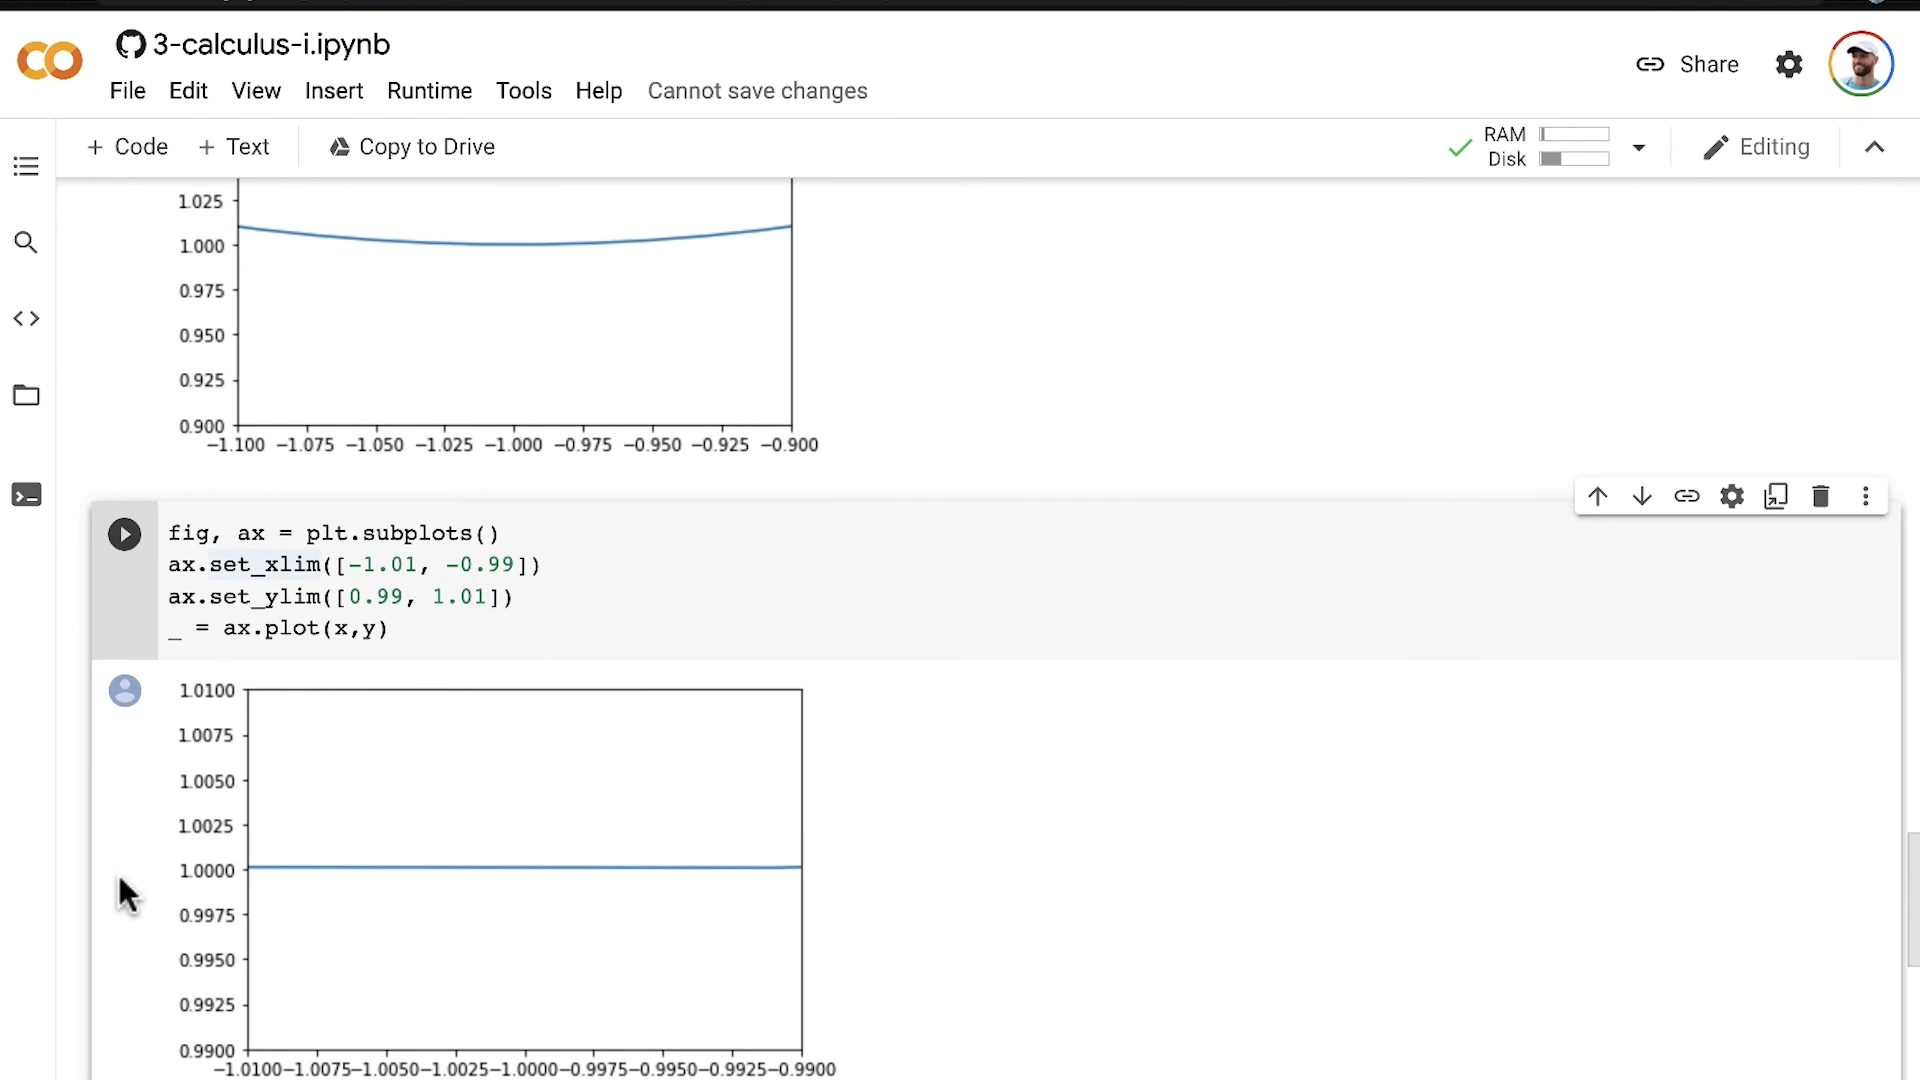 3-calculus-i.ipynb
Share
File Edit View Insert Runtime Tools Help Cannot save changes
+ Code + Text Copy to Drive
RAM
Disk
Editing
1.025
1.000
0.975
0.950
0.925
0.900
−1.100 −1.075 −1.050 −1.025 −1.000 −0.975 −0.950 −0.925 −0.900
fig, ax = plt.subplots()
ax.set_xlim([-1.01, -0.99])
ax.set_ylim([0.99, 1.01])
_ = ax.plot(x,y)
1.0100
1.0075
1.0050
1.0025
1.0000
0.9975
0.9950
0.9925
0.9900
−1.0100−1.0075−1.0050−1.0025−1.0000−0.9975−0.9950−0.9925−0.9900